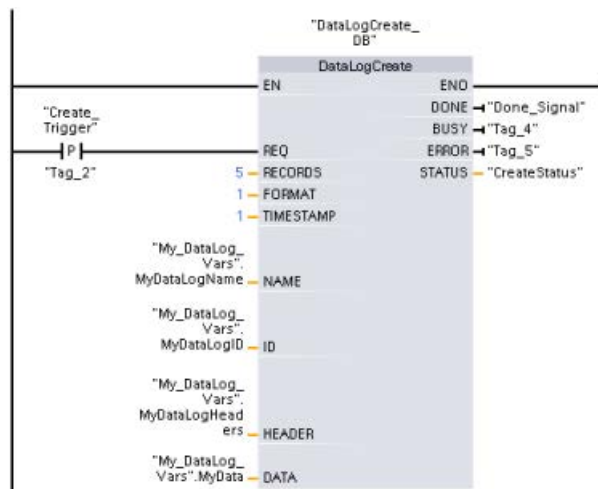 "DataLogCreate_
DB"
DataLogCreate
EN ENO
DONE "Done_Signal"
"Create_
Trigger"
BUSY "Tag_4"
P REQ ERROR "Tag_5"
"Tag_2"
5 RECORDS STATUS "CreateStatus"
1 FORMAT
1 TIMESTAMP
"My_DataLog_
Vars".
MyDataLogName NAME
"My_DataLog_
Vars".
MyDataLogID ID
"My_DataLog_
Vars".
MyDataLogHead
ers HEADER
"My_DataLog_
Vars".MyData DATA